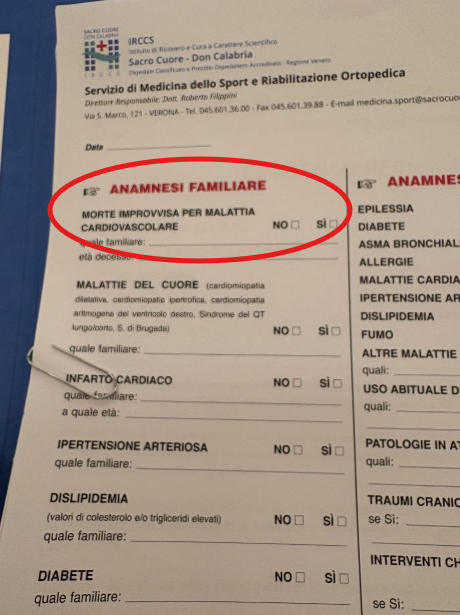 SACRO CUORE
DON CALABRIA
IRCCS
IRCCS
Istituto di Ricovero e Cura a Carattere Scientifico
Sacro Cuore - Don Calabria
Ospedale Classificato e Presidio Ospedaliero Accreditato - Regione Veneto
Servizio di Medicina dello Sport e Riabilitazione Ortopedica
Direttore Responsabile: Dott. Roberto Filippini
Via S. Marco, 121 - VERONA - Tel. 045.601.36.00 - Fax 045.601.39.88 - E-mail medicina.sport@sacrocuo
Data
ANAMNESI FAMILIARE
MORTE IMPROVVISA PER MALATTIA
CARDIOVASCOLARE NO SÌ
quale familiare:
età decesso:
MALATTIE DEL CUORE (cardiomiopatia
dilatativa, cardiomiopatia ipertrofica, cardiomiopatia
aritmogena del ventricolo destro, Sindrome del QT
lungo/corto, S. di Brugada) NO SÌ
quale familiare:
INFARTO CARDIACO NO SÌ
quale familiare:
a quale età:
IPERTENSIONE ARTERIOSA NO SÌ
quale familiare:
DISLIPIDEMIA
(valori di colesterolo e/o trigliceridi elevati) NO SÌ
quale familiare:
DIABETE NO SÌ
quale familiare:
ANAMNES
EPILESSIA
DIABETE
ASMA BRONCHIAL
ALLERGIE
MALATTIE CARDIA
IPERTENSIONE AR
DISLIPIDEMIA
FUMO
ALTRE MALATTIE
quali:
USO ABITUALE D
quali:
PATOLOGIE IN AT
quali:
TRAUMI CRANIC
se Sì:
INTERVENTI CH
se Sì: